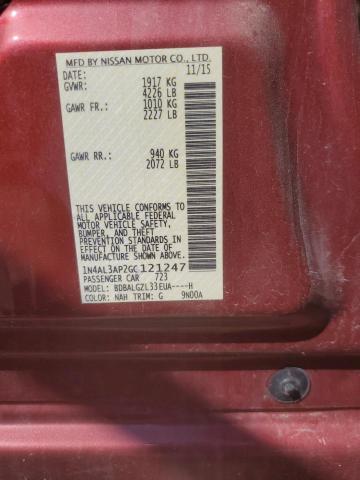 MFD BY NISSAN MOTOR CO., LTD.
DATE: 11/15
GVWR: 1917 KG
4226 LB
GAWR FR.: 1010 KG
2227 LB
GAWR RR.: 940 KG
2072 LB
THIS VEHICLE CONFORMS TO
ALL APPLICABLE FEDERAL
MOTOR VEHICLE SAFETY,
BUMPER, AND THEFT
PREVENTION STANDARDS IN
EFFECT ON THE DATE OF
MANUFACTURE SHOWN ABOVE.
1N4AL3AP2GC121247
PASSENGER CAR 723
MODEL: BDBALGZL33EUA----H
COLOR: NAH TRIM: G 9N00A